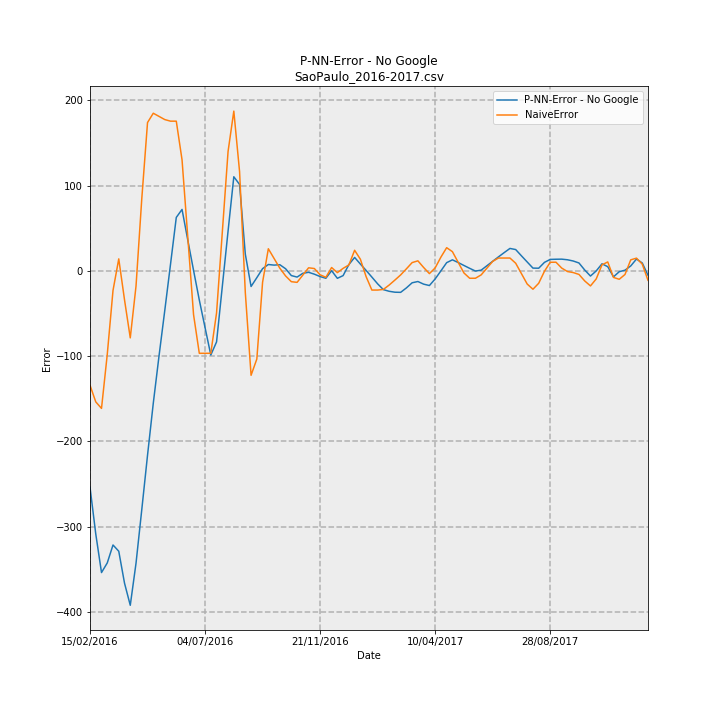 P-NN-Error - No Google
SaoPaulo_2016-2017.csv
P-NN-Error - No Google
NaiveError
200
100
0
−100
−200
−300
−400
Error
15/02/2016 04/07/2016 21/11/2016 10/04/2017 28/08/2017
Date